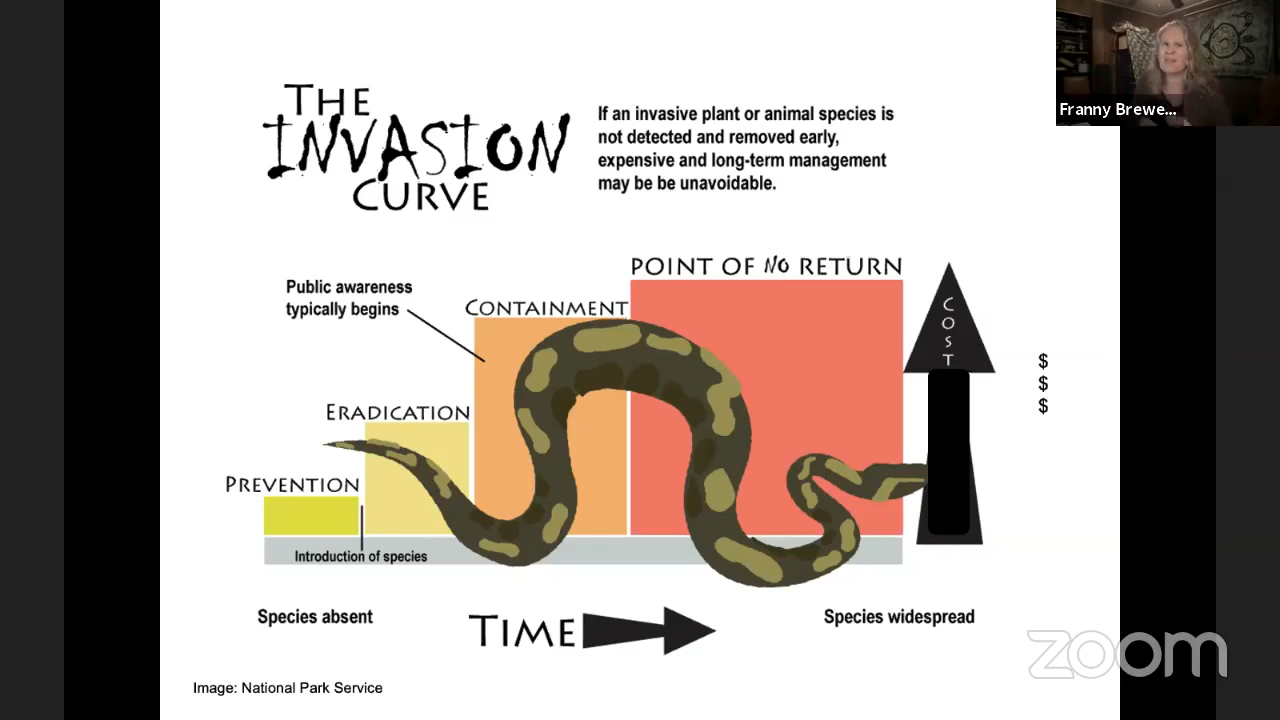 THE
INVASION
CURVE
If an invasive plant or animal species is
not detected and removed early,
expensive and long-term management
may be be unavoidable.
Franny Brewe...
POINT OF NO RETURN
Public awareness
typically begins
CONTAINMENT
ERADICATION
PREVENTION
Introduction of species
COST
$
$
$
Species absent
TIME
Species widespread
Image: National Park Service
zoom